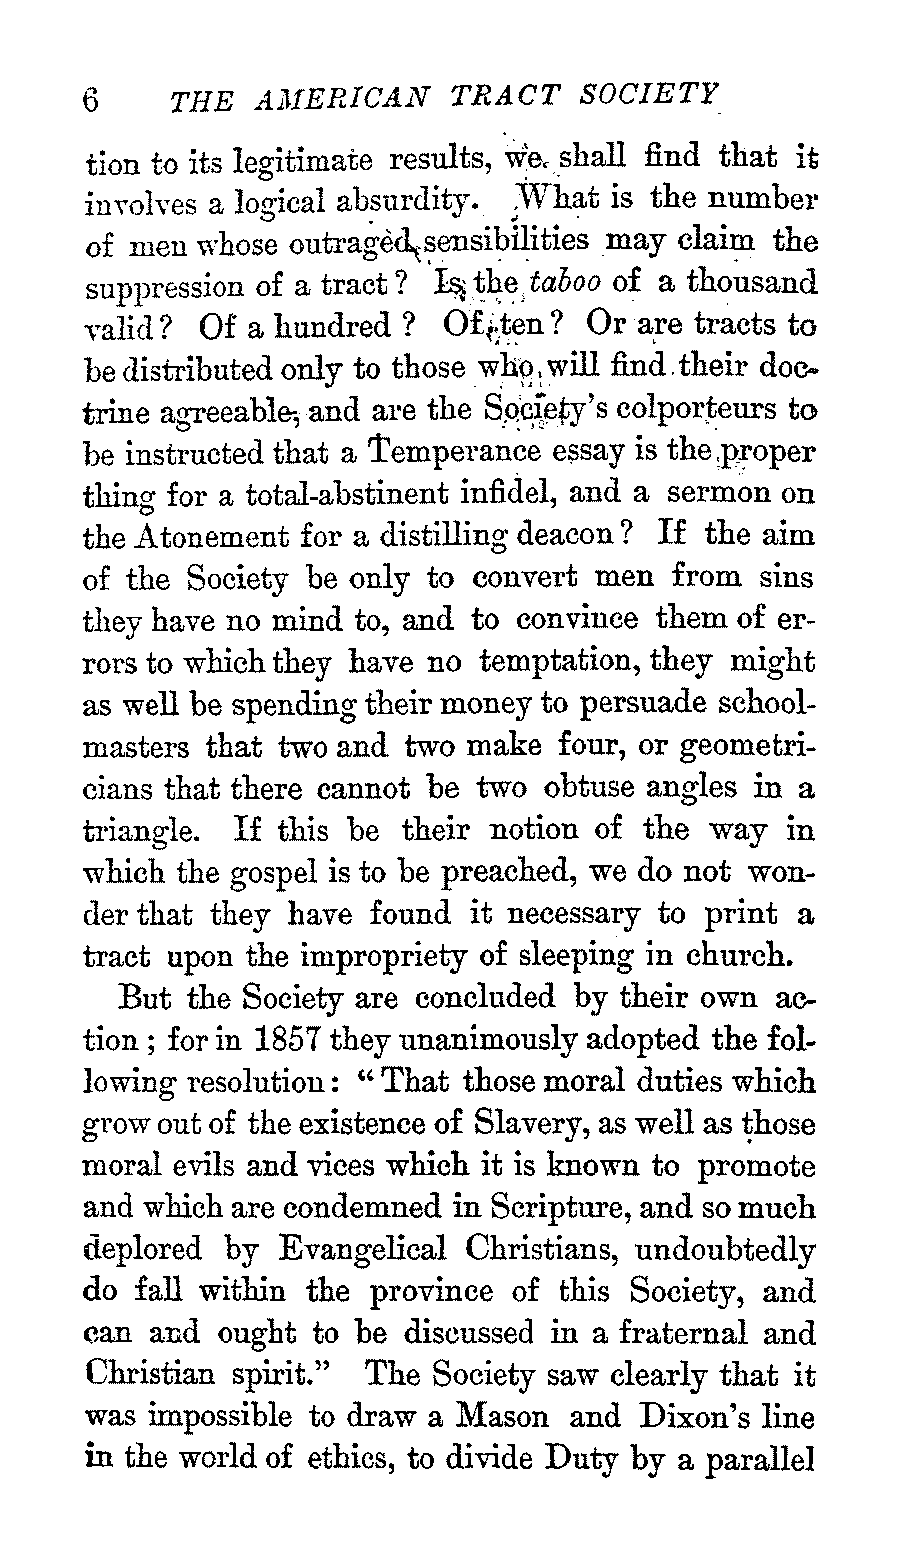 6 THE AMERICAN TRACT SOCIETY
tion to its legitimate results, we shall find that it
involves a logical absurdity. What is the number
of men whose outraged sensibilities may claim the
suppression of a tract? Is the taboo of a thousand
valid? Of a hundred? Of ten? Or are tracts to
be distributed only to those who will find their doc-
trine agreeable, and are the Society's colporteurs to
be instructed that a Temperance essay is the proper
thing for a total-abstinent infidel, and a sermon on
the Atonement for a distilling deacon? If the aim
of the Society be only to convert men from sins
they have no mind to, and to convince them of er-
rors to which they have no temptation, they might
as well be spending their money to persuade school-
masters that two and two make four, or geometri-
cians that there cannot be two obtuse angles in a
triangle. If this be their notion of the way in
which the gospel is to be preached, we do not won-
der that they have found it necessary to print a
tract upon the impropriety of sleeping in church.
But the Society are concluded by their own ac-
tion; for in 1857 they unanimously adopted the fol-
lowing resolution: "That those moral duties which
grow out of the existence of Slavery, as well as those
moral evils and vices which it is known to promote
and which are condemned in Scripture, and so much
deplored by Evangelical Christians, undoubtedly
do fall within the province of this Society, and
can and ought to be discussed in a fraternal and
Christian spirit." The Society saw clearly that it
was impossible to draw a Mason and Dixon's line
in the world of ethics, to divide Duty by a parallel